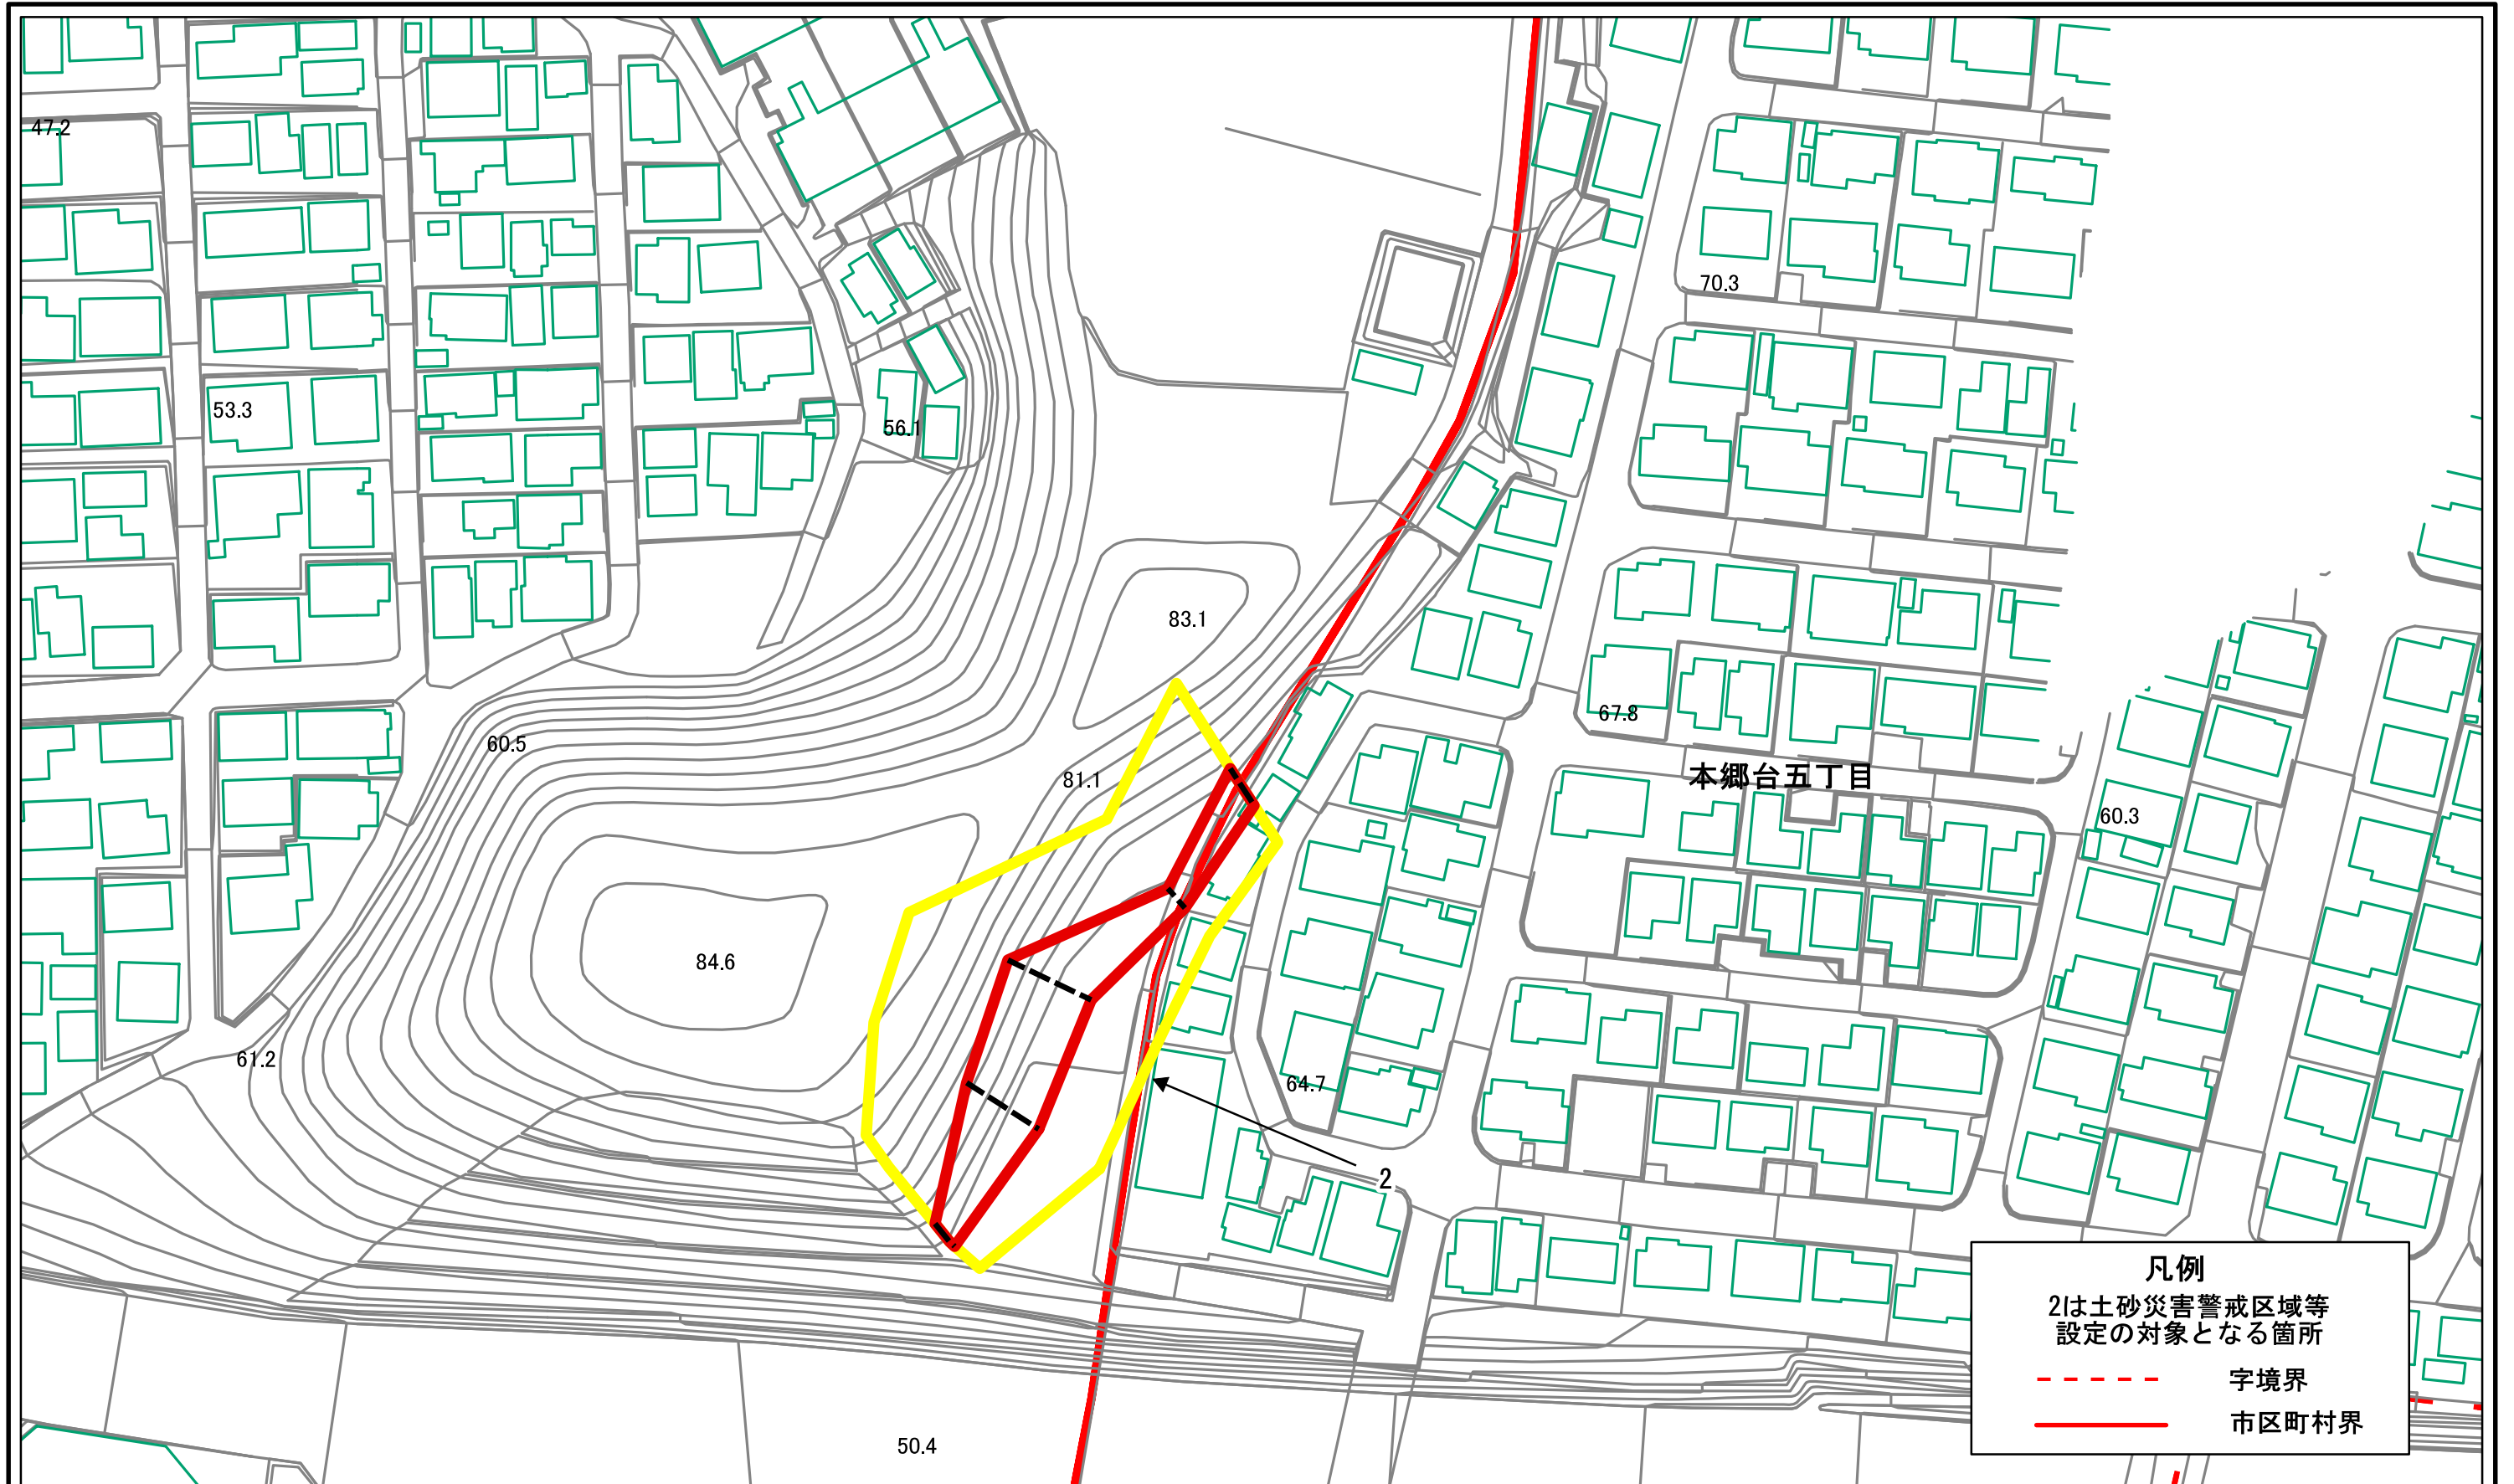 47.2
70.3
53.3
56.1
83.1
67.8
60.5
81.1
本郷台五丁目
60.3
84.6
61.2
64.7
2
50.4
凡例
2は土砂災害警戒区域等
設定の対象となる箇所
字境界
市区町村界